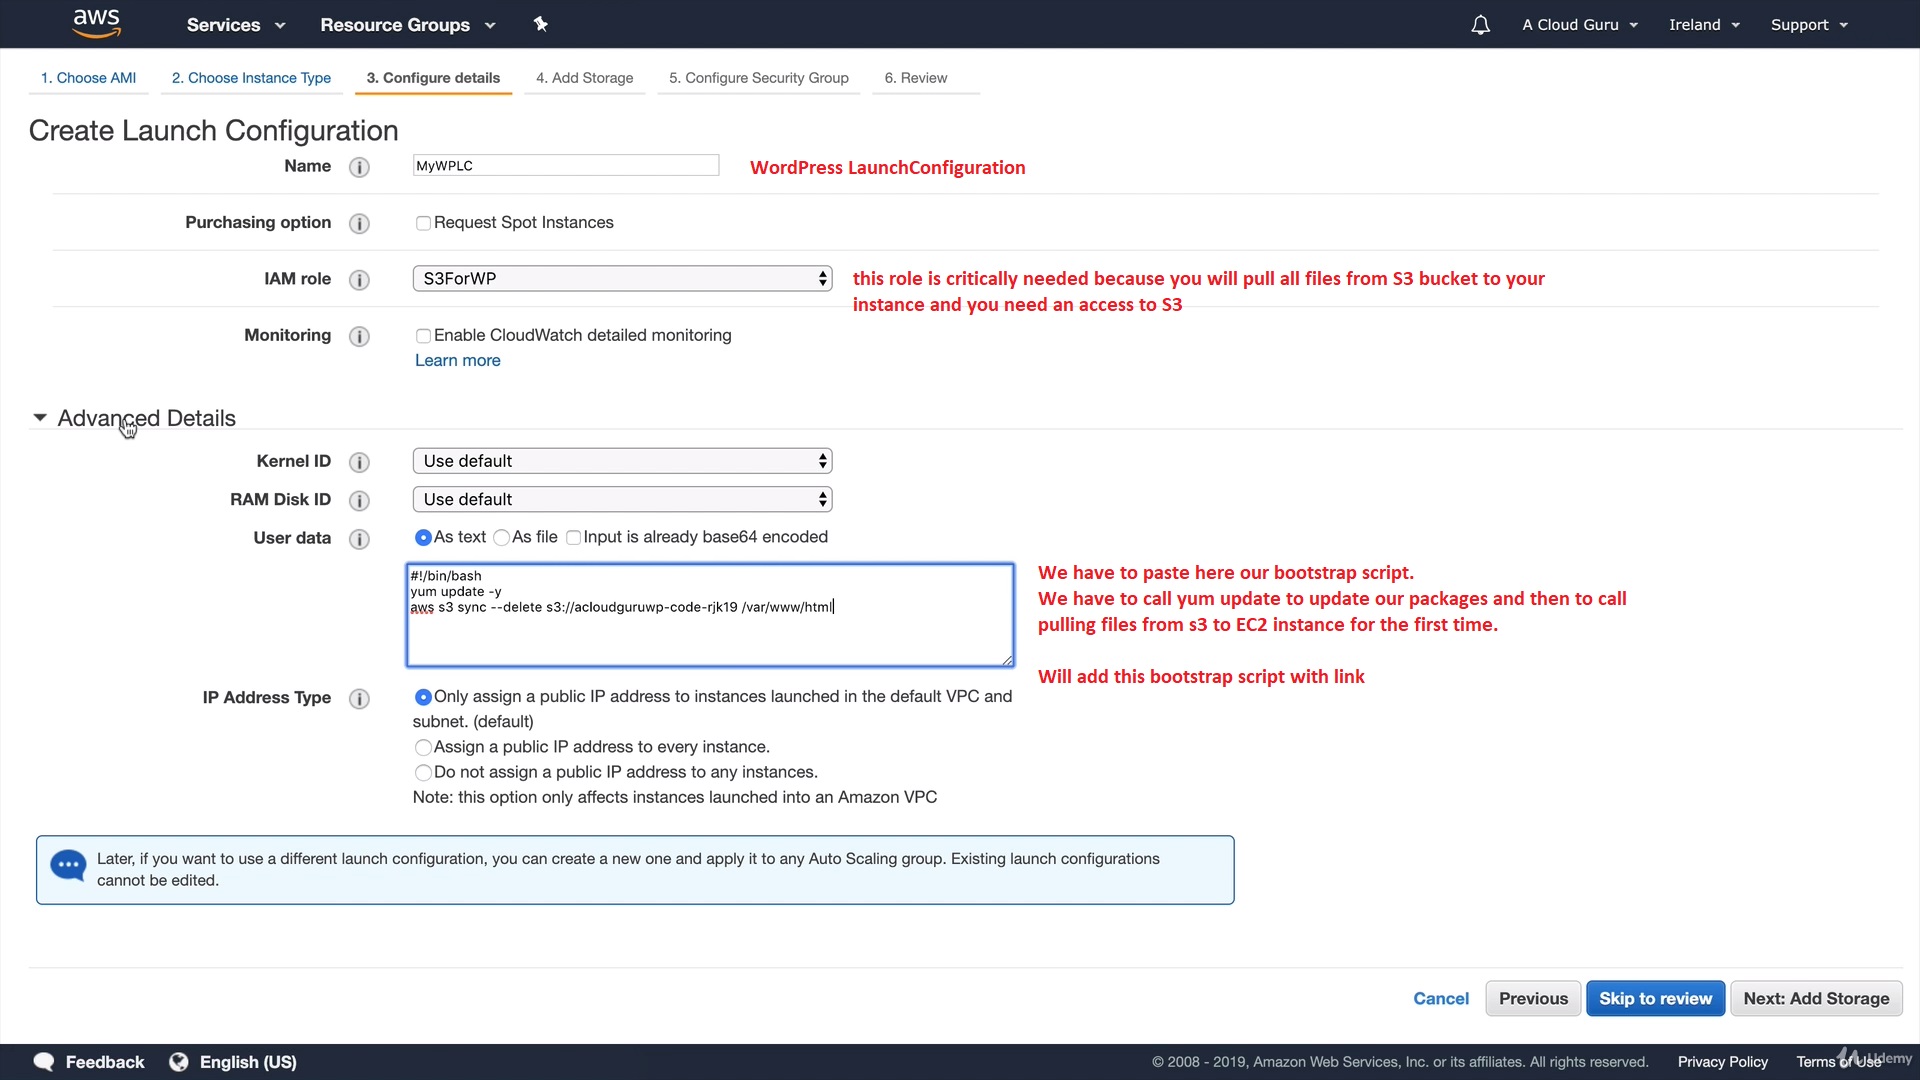 aws Services Resource Groups A Cloud Guru Ireland Support
1. Choose AMI 2. Choose Instance Type 3. Configure details 4. Add Storage 5. Configure Security Group 6. Review
Create Launch Configuration
Name i MyWPLC WordPress LaunchConfiguration
Purchasing option i Request Spot Instances
IAM role i S3ForWP this role is critically needed because you will pull all files from S3 bucket to your
instance and you need an access to S3
Monitoring i Enable CloudWatch detailed monitoring
Learn more
Advanced Details
Kernel ID i Use default
RAM Disk ID i Use default
User data i As text As file Input is already base64 encoded
#!/bin/bash
yum update -y
aws s3 sync --delete s3://acloudguruwp-code-rjk19 /var/www/html
We have to paste here our bootstrap script.
We have to call yum update to update our packages and then to call
pulling files from s3 to EC2 instance for the first time.
Will add this bootstrap script with link
IP Address Type i Only assign a public IP address to instances launched in the default VPC and
subnet. (default)
Assign a public IP address to every instance.
Do not assign a public IP address to any instances.
Note: this option only affects instances launched into an Amazon VPC
Later, if you want to use a different launch configuration, you can create a new one and apply it to any Auto Scaling group. Existing launch configurations
cannot be edited.
Cancel Previous Skip to review Next: Add Storage
Feedback English (US) © 2008 - 2019, Amazon Web Services, Inc. or its affiliates. All rights reserved. Privacy Policy Terms of Use
Udemy